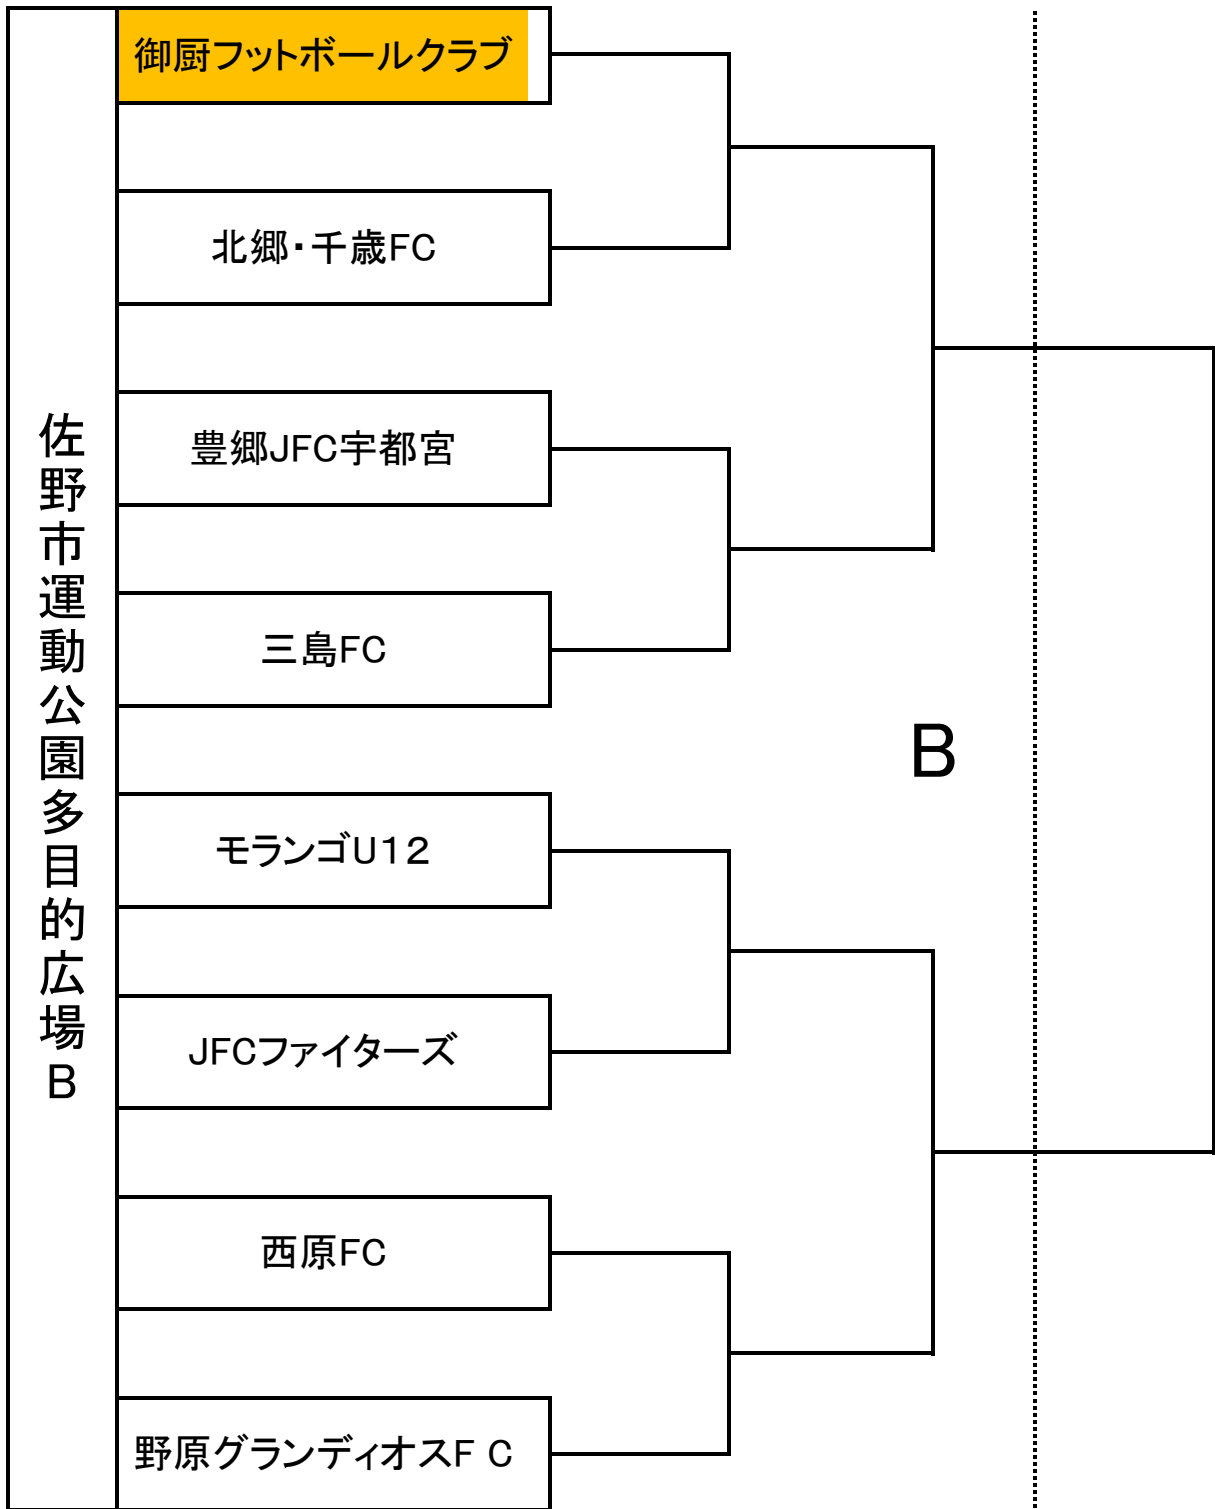 佐野市運動公園多目的広場B
御厨フットボールクラブ
北郷・千歳FC
豊郷JFC宇都宮
三島FC
B
モランゴU１２
JFCファイターズ
西原FC
野原グランディオスF C